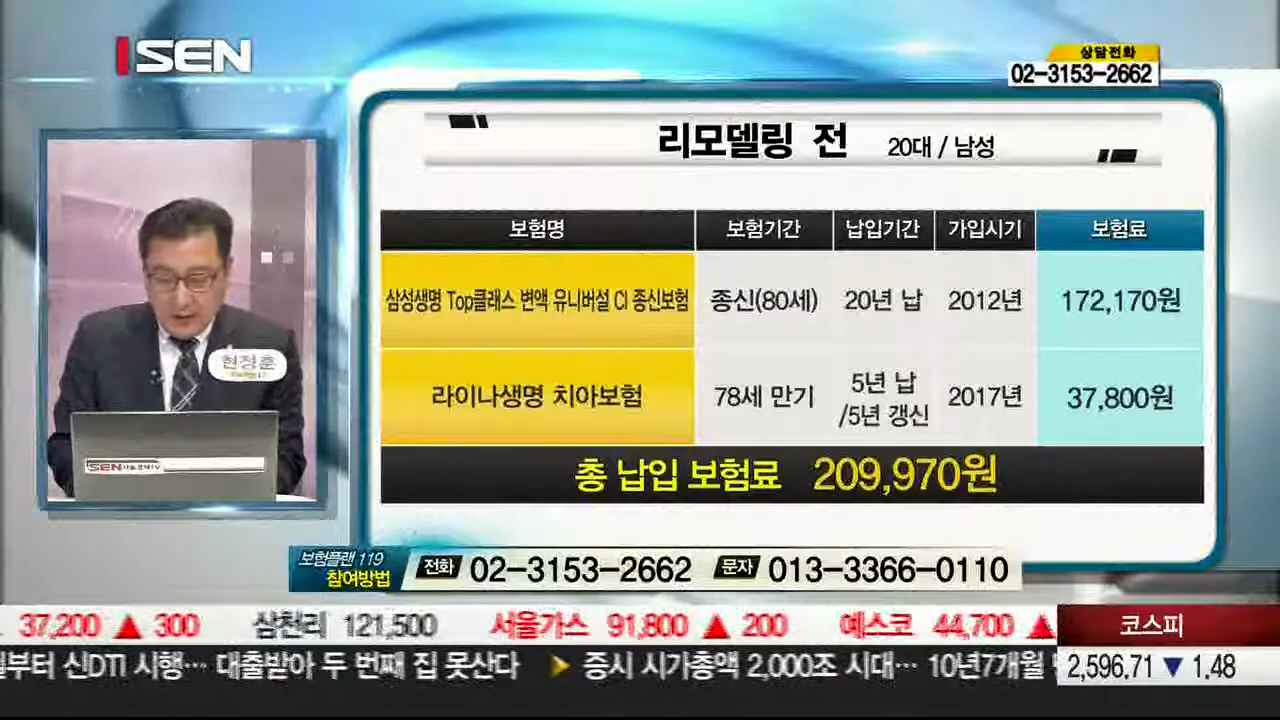 SEN
상담전화
02-3153-2662
리모델링 전 20대 / 남성
보험명 보험기간 납입기간 가입시기 보험료
삼성생명 Top클래스 변액 유니버설 CI 종신보험 종신(80세) 20년 납 2012년 172,170원
라이나생명 치아보험 78세 만기 5년 납 /5년 갱신 2017년 37,800원
총 납입 보험료 209,970원
현정훈
SEN 서울경제TV
보험플랜 119
참여방법
전화 02-3153-2662 문자 013-3366-0110
37,200 ▲ 300 삼천리 121,500 서울가스 91,800 ▲ 200 예스코 44,700 ▲
코스피
부터 신DTI 시행… 대출받아 두 번째 집 못산다 ▶ 증시 시가총액 2,000조 시대… 10년7개월
2,596.71 ▼ 1.48